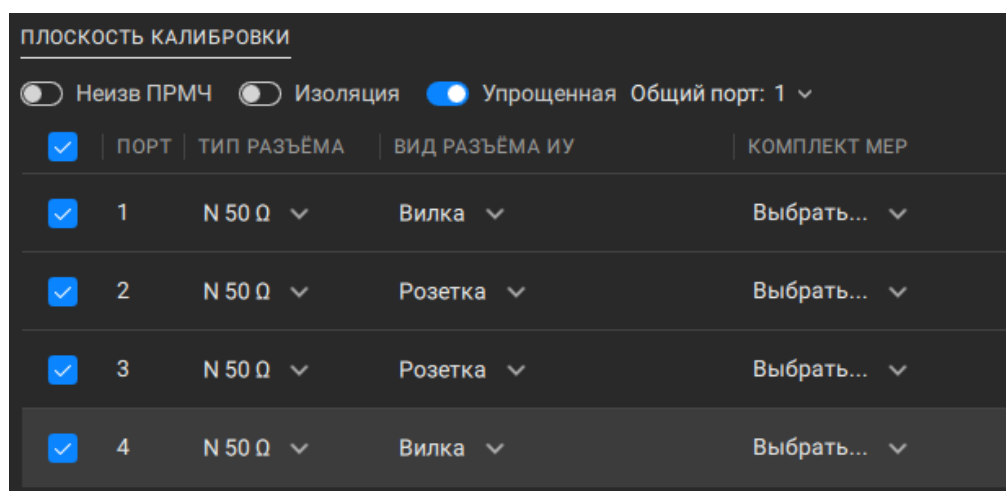 ПЛОСКОСТЬ КАЛИБРОВКИ
Неизв ПРМЧ Изоляция Упрощенная Общий порт: 1
ПОРТ ТИП РАЗЪЁМА ВИД РАЗЪЁМА ИУ КОМПЛЕКТ МЕР
1 N 50 Ω Вилка Выбрать...
2 N 50 Ω Розетка Выбрать...
3 N 50 Ω Розетка Выбрать...
4 N 50 Ω Вилка Выбрать...